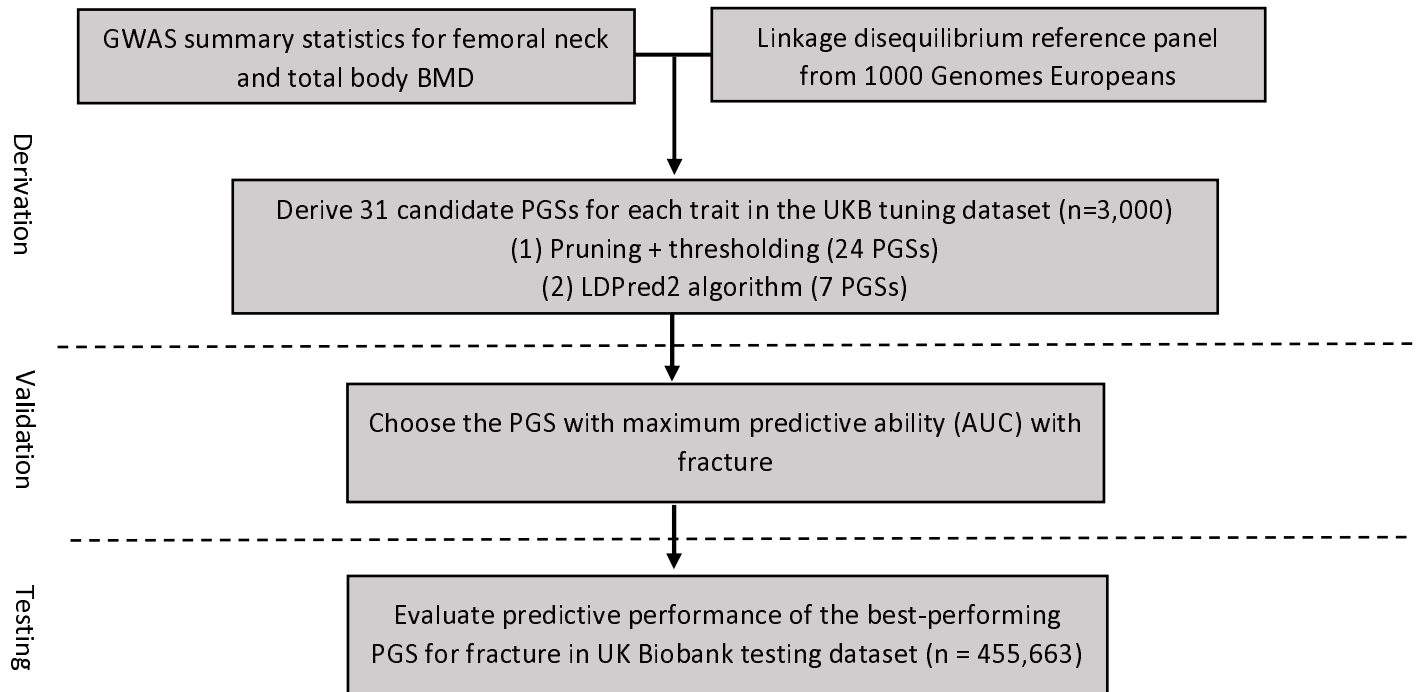 GWAS summary statistics for femoral neck
and total body BMD
Linkage disequilibrium reference panel
from 1000 Genomes Europeans
Derivation
Derive 31 candidate PGSs for each trait in the UKB tuning dataset (n=3,000)
(1) Pruning + thresholding (24 PGSs)
(2) LDPred2 algorithm (7 PGSs)
Validation
Choose the PGS with maximum predictive ability (AUC) with
fracture
Testing
Evaluate predictive performance of the best-performing
PGS for fracture in UK Biobank testing dataset (n = 455,663)